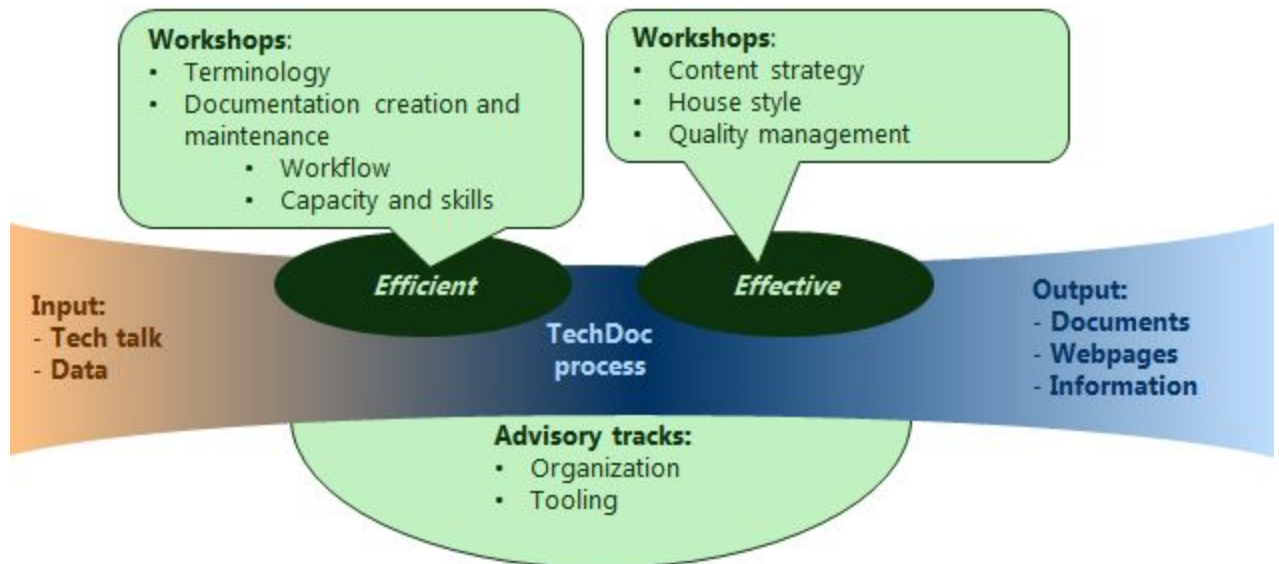 Workshops:
• Terminology
• Documentation creation and
maintenance
• Workflow
• Capacity and skills
Workshops:
• Content strategy
• House style
• Quality management
Efficient
Effective
Input:
- Tech talk
- Data
TechDoc
process
Output:
- Documents
- Webpages
- Information
Advisory tracks:
• Organization
• Tooling